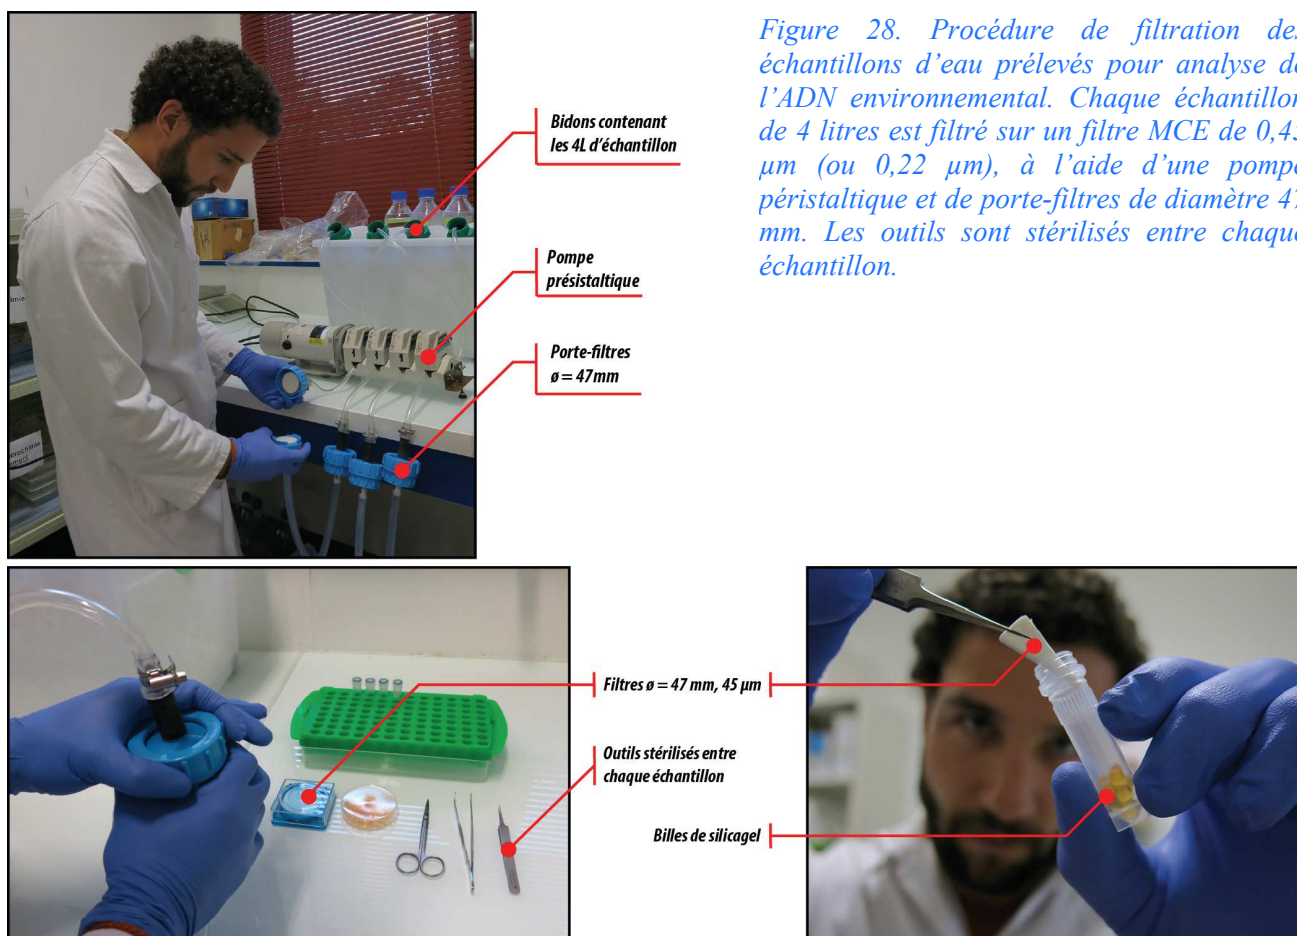 Figure 28. Procédure de filtration des
échantillons d’eau prélevés pour analyse de
l’ADN environnemental. Chaque échantillon
de 4 litres est filtré sur un filtre MCE de 0,45
µm (ou 0,22 µm), à l’aide d’une pompe
péristaltique et de porte-filtres de diamètre 47
mm. Les outils sont stérilisés entre chaque
échantillon.
Bidons contenant
les 4L d’échantillon
Pompe
présistaltique
Porte-filtres
ø = 47mm
Filtres ø = 47 mm, 45 µm
Outils stérilisés entre
chaque échantillon
Billes de silicagel